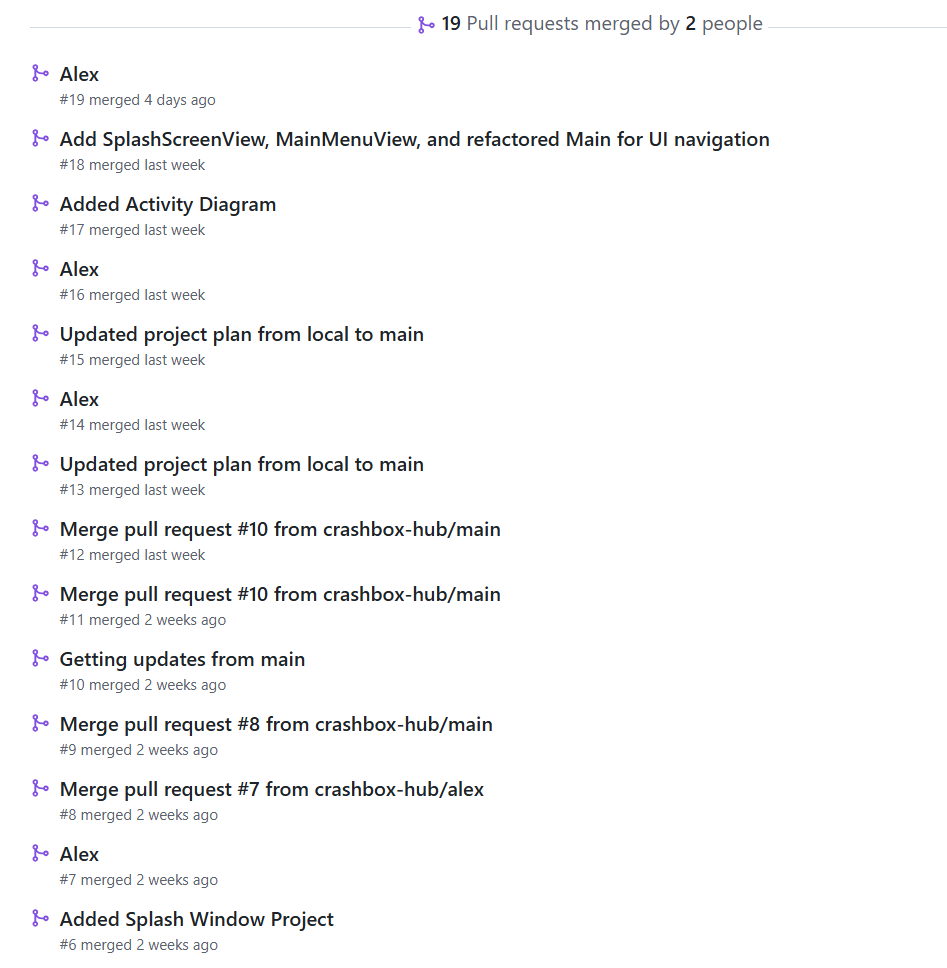 19 Pull requests merged by 2 people
Alex
#19 merged 4 days ago
Add SplashScreenView, MainMenuView, and refactored Main for UI navigation
#18 merged last week
Added Activity Diagram
#17 merged last week
Alex
#16 merged last week
Updated project plan from local to main
#15 merged last week
Alex
#14 merged last week
Updated project plan from local to main
#13 merged last week
Merge pull request #10 from crashbox-hub/main
#12 merged last week
Merge pull request #10 from crashbox-hub/main
#11 merged 2 weeks ago
Getting updates from main
#10 merged 2 weeks ago
Merge pull request #8 from crashbox-hub/main
#9 merged 2 weeks ago
Merge pull request #7 from crashbox-hub/alex
#8 merged 2 weeks ago
Alex
#7 merged 2 weeks ago
Added Splash Window Project
#6 merged 2 weeks ago